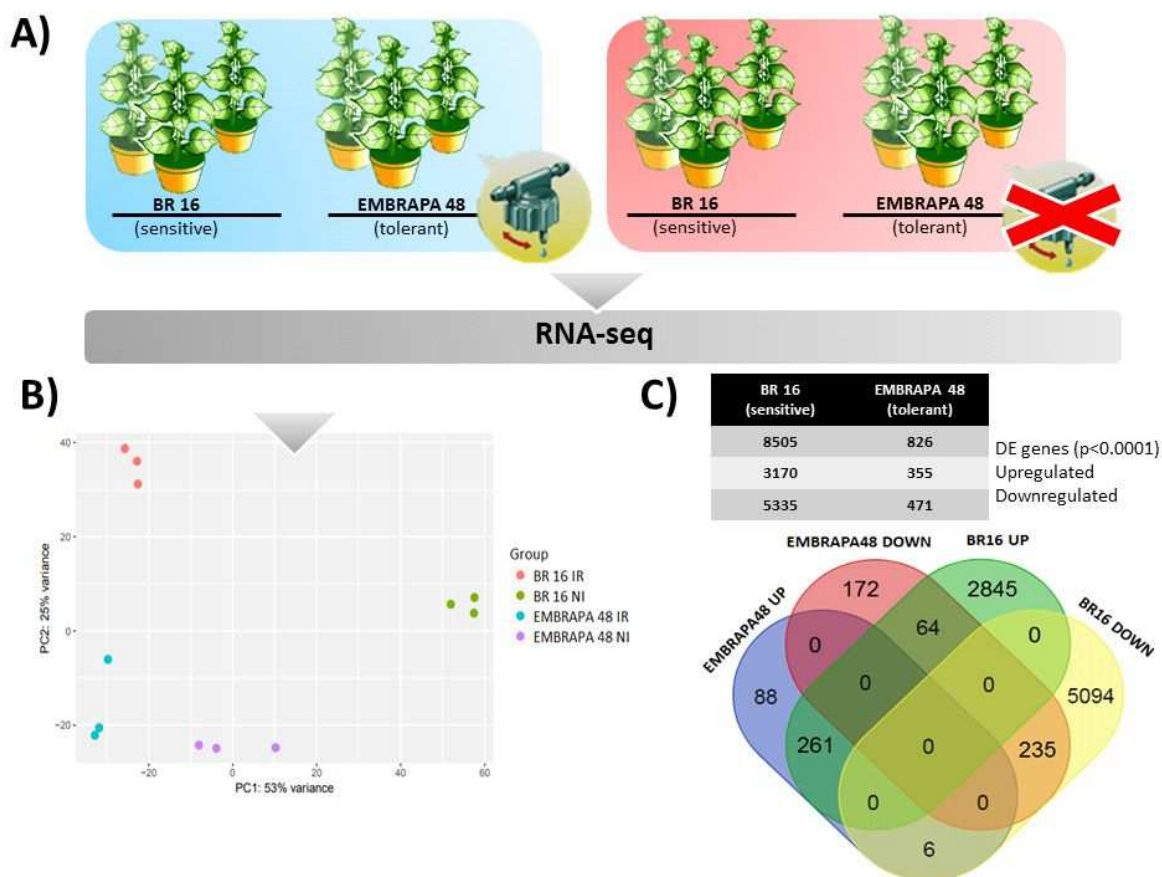 A)
BR 16
(sensitive)
EMBRAPA 48
(tolerant)
BR 16
(sensitive)
EMBRAPA 48
(tolerant)
RNA-seq
B)
40
20
0
−20
−20
0
20
40
60
PC2: 25% variance
PC1: 53% variance
Group
BR 16 IR
BR 16 NI
EMBRAPA 48 IR
EMBRAPA 48 NI
C)
BR 16 EMBRAPA 48
(sensitive) (tolerant)
8505 826 DE genes (p<0.0001)
3170 355 Upregulated
5335 471 Downregulated
EMBRAPA48 UP
EMBRAPA48 DOWN
BR16 UP
BR16 DOWN
172 2845
0 64 0
88 0 0 5094
261 0 235
0 0
6